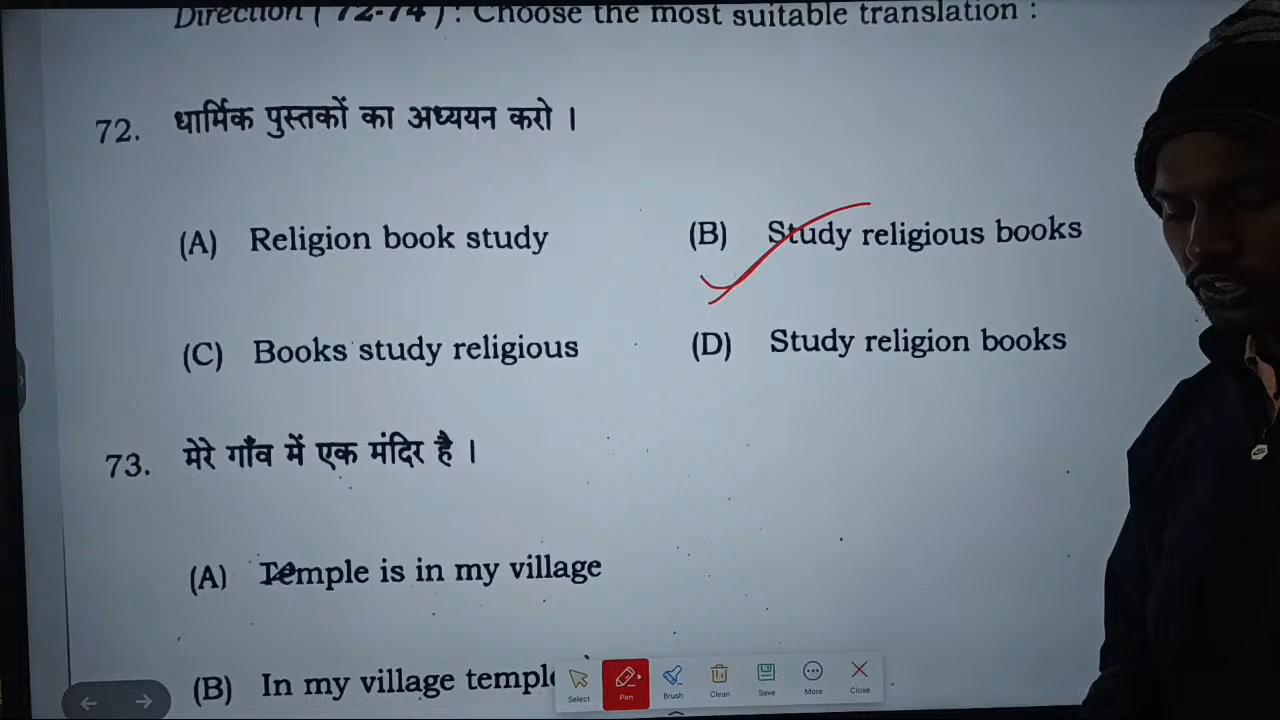 Direction ( 72-74 ) : Choose the most suitable translation :
72. धार्मिक पुस्तकों का अध्ययन करो ।
(A) Religion book study
(B) Study religious books
(C) Books study religious
(D) Study religion books
73. मेरे गाँव में एक मंदिर है ।
(A) Temple is in my village
(B) In my village temple
Select
Pen
Brush
Clean
Save
More
Close